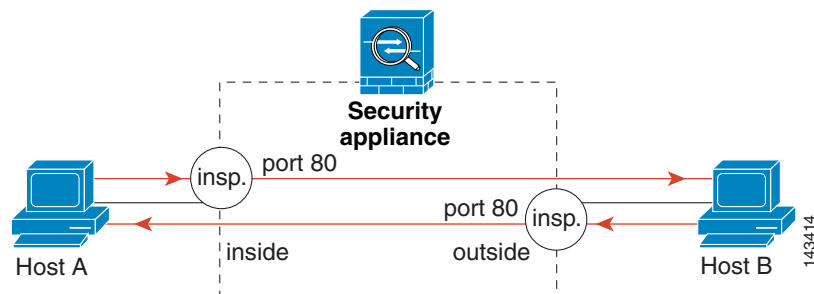 Security
appliance
insp.
port 80
port 80
insp.
Host A
inside
outside
Host B
143414